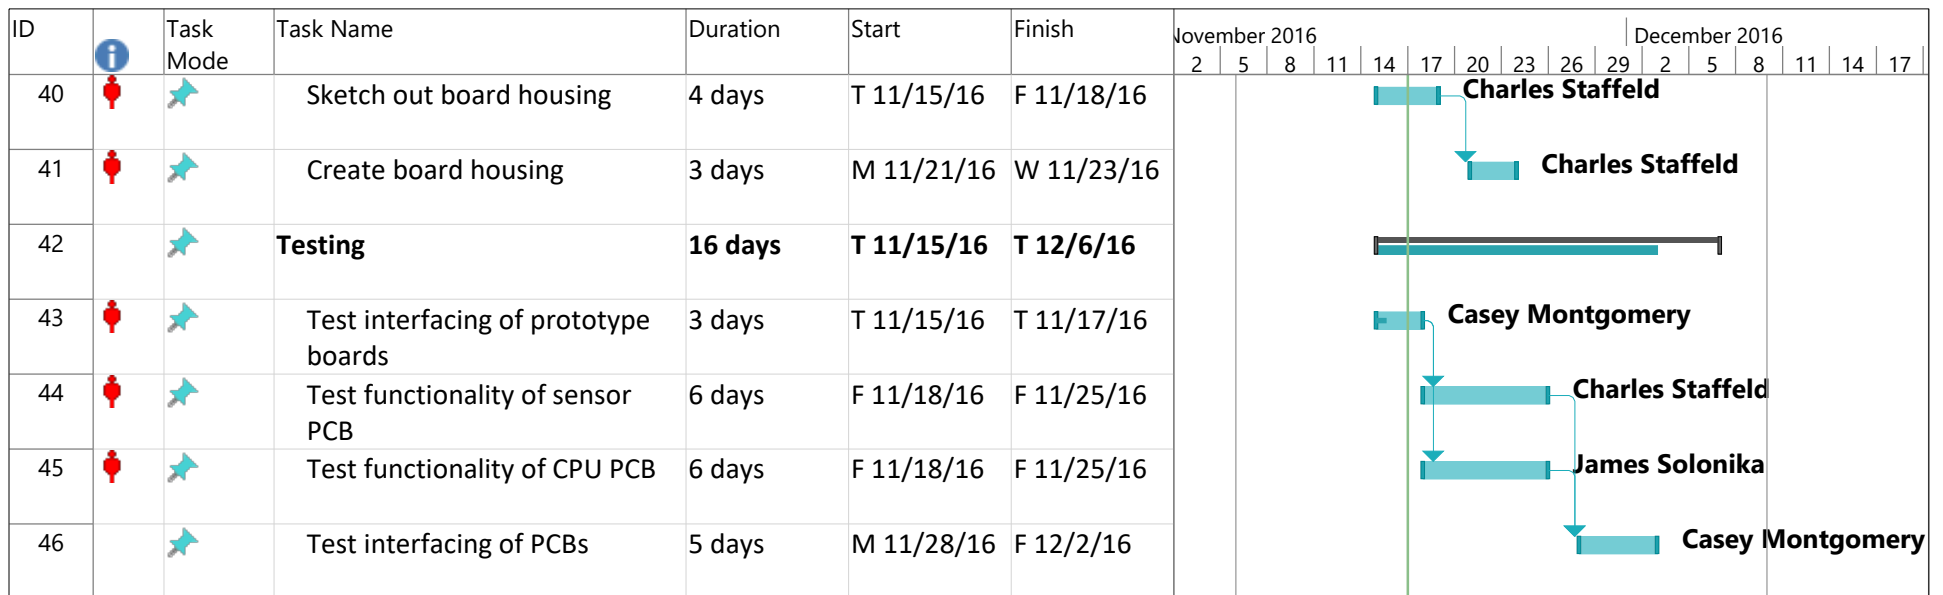 ID Task Mode Task Name Duration Start Finish
November 2016 December 2016
2 5 8 11 14 17 20 23 26 29 2 5 8 11 14 17
40 Sketch out board housing 4 days T 11/15/16 F 11/18/16 Charles Staffeld
41 Create board housing 3 days M 11/21/16 W 11/23/16 Charles Staffeld
42 Testing 16 days T 11/15/16 T 12/6/16
43 Test interfacing of prototype 3 days T 11/15/16 T 11/17/16 Casey Montgomery
boards
44 Test functionality of sensor 6 days F 11/18/16 F 11/25/16 Charles Staffeld
PCB
45 Test functionality of CPU PCB 6 days F 11/18/16 F 11/25/16 James Solonika
46 Test interfacing of PCBs 5 days M 11/28/16 F 12/2/16 Casey Montgomery